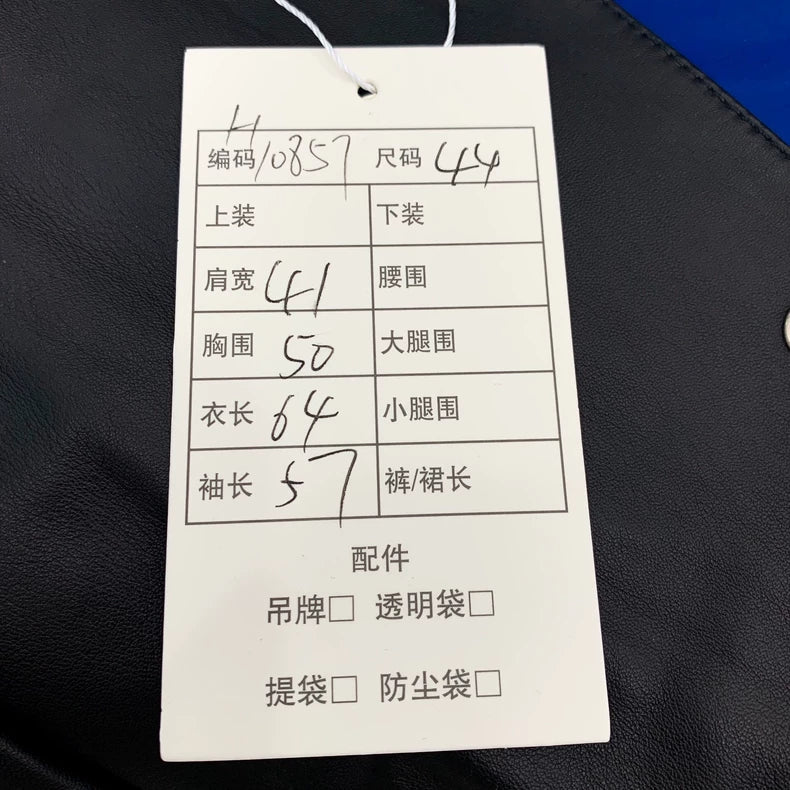 H
编码 10857 尺码 44
上装 下装
肩宽 41 腰围
胸围 50 大腿围
衣长 64 小腿围
袖长 57 裤/裙长
配件
吊牌□ 透明袋□
提袋□ 防尘袋□